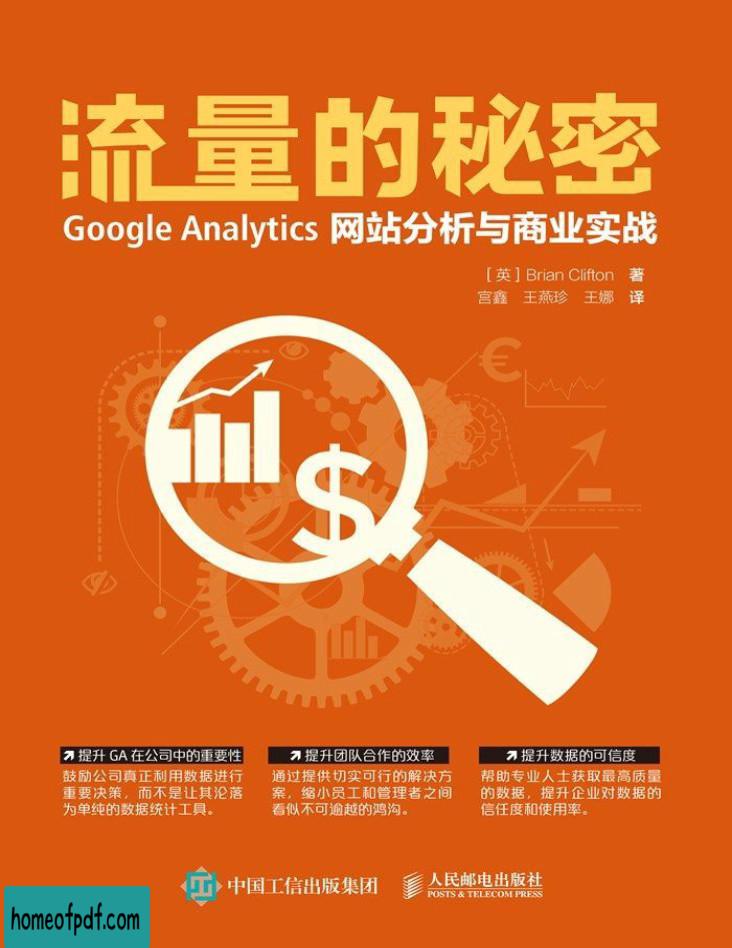 流量的秘密
Google Analytics 网站分析与商业实战
[英] Brian Clifton 著
宫鑫 王燕珍 王娜 译
$
€
提升 GA 在公司中的重要性
鼓励公司真正利用数据进行
重要决策，而不是让其沦落
为单纯的数据统计工具。
提升团队合作的效率
通过提供切实可行的解决方
案，缩小员工和管理者之间
看似不可逾越的鸿沟。
提升数据的可信度
帮助专业人士获取最高质量
的数据，提升企业对数据的
信任度和使用率。
中国工信出版集团
人民邮电出版社
POSTS & TELECOM PRESS
homeofpdf.com